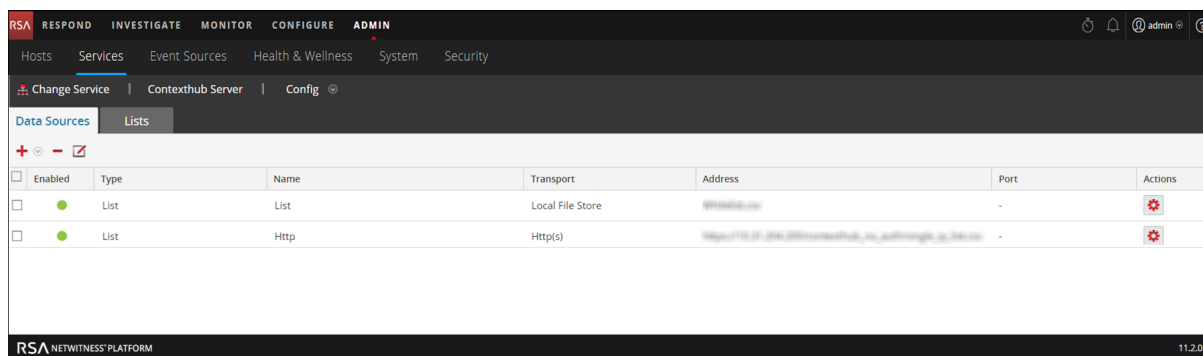 RSA RESPOND INVESTIGATE MONITOR CONFIGURE ADMIN admin
Hosts Services Event Sources Health & Wellness System Security
Change Service | Contexthub Server | Config
Data Sources Lists
Enabled Type Name Transport Address Port Actions
List List Local File Store -
List Http Http(s) -
RSA NETWITNESS® PLATFORM 11.2.0